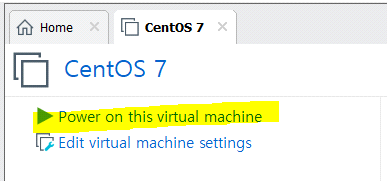 Home
CentOS 7
CentOS 7
Power on this virtual machine
Edit virtual machine settings